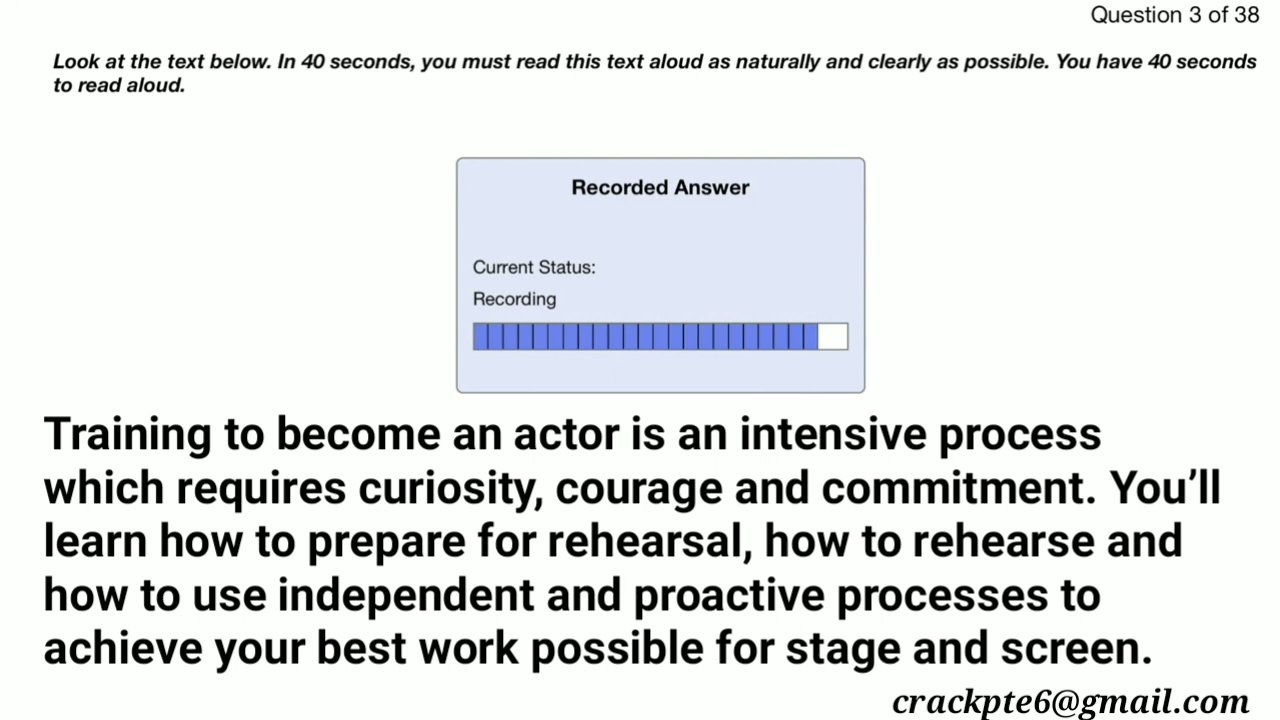 Question 3 of 38
Look at the text below. In 40 seconds, you must read this text aloud as naturally and clearly as possible. You have 40 seconds
to read aloud.
Recorded Answer
Current Status:
Recording
Training to become an actor is an intensive process
which requires curiosity, courage and commitment. You’ll
learn how to prepare for rehearsal, how to rehearse and
how to use independent and proactive processes to
achieve your best work possible for stage and screen.
crackpte6@gmail.com